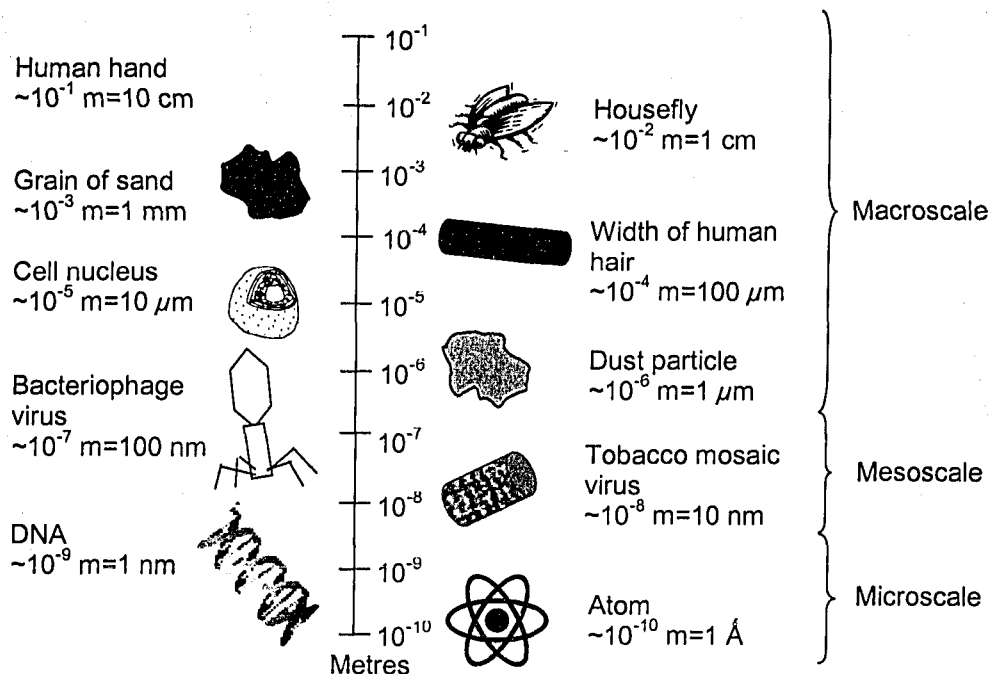 Human hand
~10⁻¹ m=10 cm
Grain of sand
~10⁻³ m=1 mm
Cell nucleus
~10⁻⁵ m=10 µm
Bacteriophage
virus
~10⁻⁷ m=100 nm
DNA
~10⁻⁹ m=1 nm
10⁻¹
10⁻²
10⁻³
10⁻⁴
10⁻⁵
10⁻⁶
10⁻⁷
10⁻⁸
10⁻⁹
10⁻¹⁰
Metres
Housefly
~10⁻² m=1 cm
Width of human
hair
~10⁻⁴ m=100 µm
Dust particle
~10⁻⁶ m=1 µm
Tobacco mosaic
virus
~10⁻⁸ m=10 nm
Atom
~10⁻¹⁰ m=1 Å
Macroscale
Mesoscale
Microscale